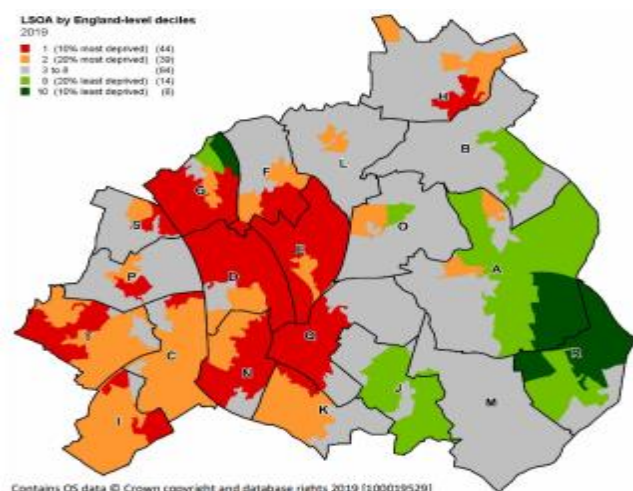 LSOA by England-level deciles
2019
1 (10% most deprived) (44)
2 (20% most deprived) (39)
3 to 8 (64)
9 (20% least deprived) (14)
10 (10% least deprived) (6)
H
B
L
F
G
S
O
E
A
D
P
T
C
G
R
N
J
M
K
I
Contains OS data © Crown copyright and database rights 2019 [100019529]